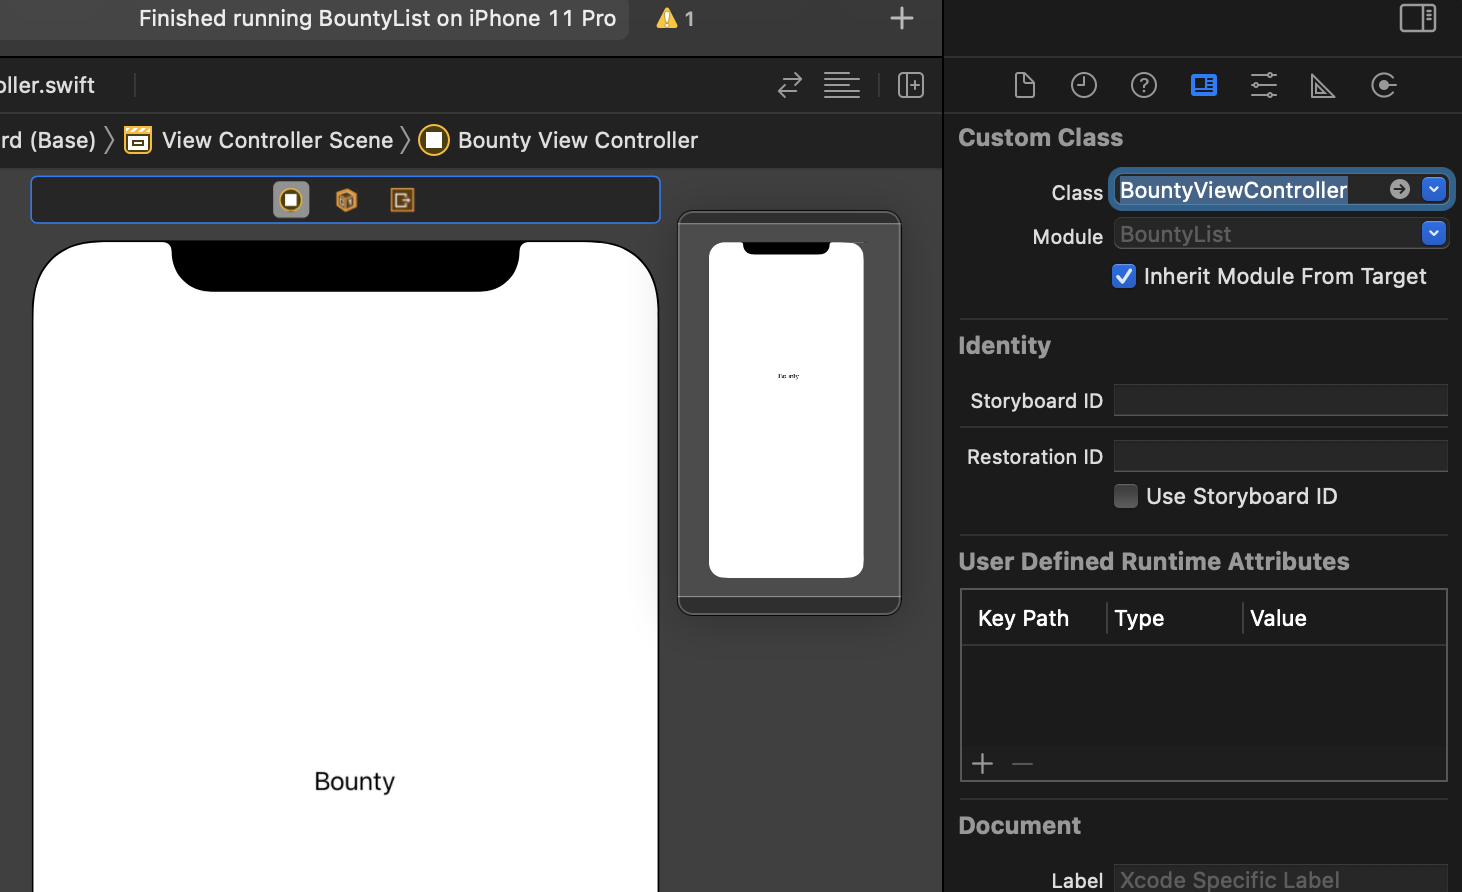 Finished running BountyList on iPhone 11 Pro
1
oller.swift
rd (Base)
View Controller Scene
Bounty View Controller
Bounty
Bounty
Custom Class
Class
BountyViewController
Module
BountyList
Inherit Module From Target
Identity
Storyboard ID
Restoration ID
Use Storyboard ID
User Defined Runtime Attributes
Key Path
Type
Value
Document
Label
Xcode Specific Label